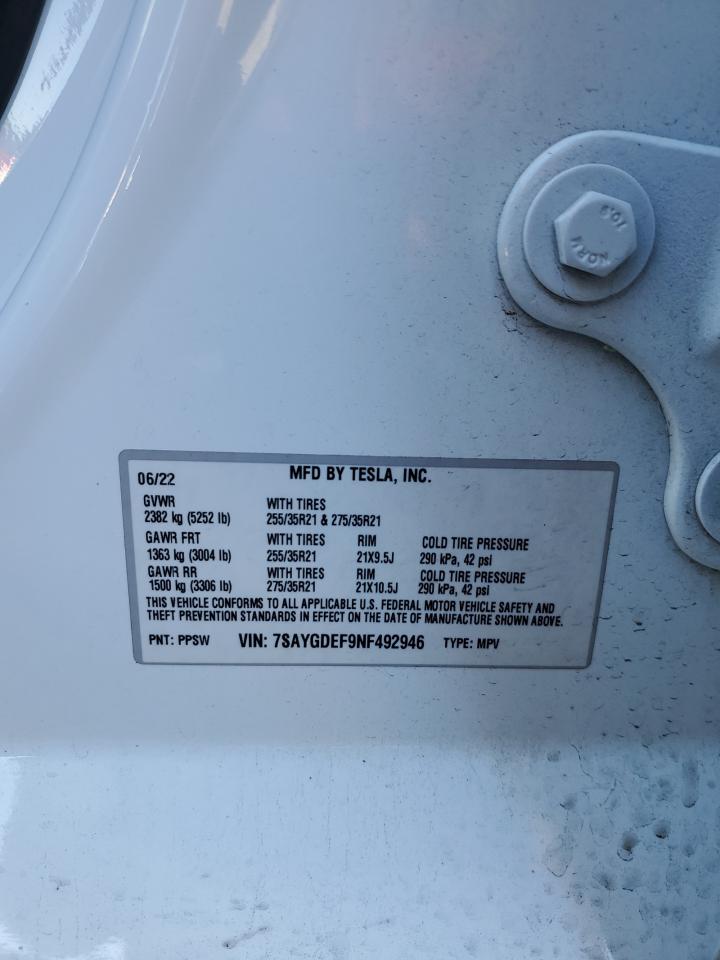 10.9
06/22 MFD BY TESLA, INC.
GVWR WITH TIRES
2382 kg (5252 lb) 255/35R21 & 275/35R21
GAWR FRT WITH TIRES RIM COLD TIRE PRESSURE
1363 kg (3004 lb) 255/35R21 21X9.5J 290 kPa, 42 psi
GAWR RR WITH TIRES RIM COLD TIRE PRESSURE
1500 kg (3306 lb) 275/35R21 21X10.5J 290 kPa, 42 psi
THIS VEHICLE CONFORMS TO ALL APPLICABLE U.S. FEDERAL MOTOR VEHICLE SAFETY AND
THEFT PREVENTION STANDARDS IN EFFECT ON THE DATE OF MANUFACTURE SHOWN ABOVE.
PNT: PPSW VIN: 7SAYGDEF9NF492946 TYPE: MPV